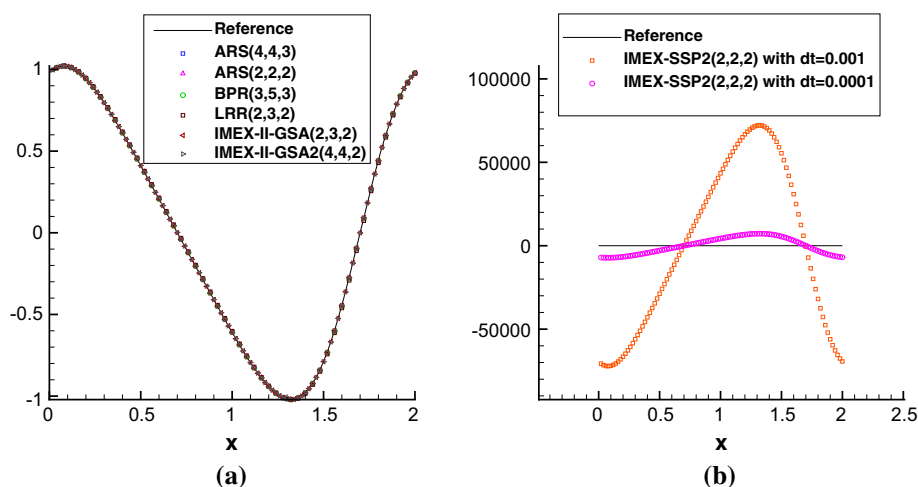 Reference
ARS(4,4,3)
ARS(2,2,2)
BPR(3,5,3)
LRR(2,3,2)
IMEX-II-GSA(2,3,2)
IMEX-II-GSA2(4,4,2)
1
0.5
0
-0.5
-1
0
0.5
1
1.5
2
x
(a)
Reference
IMEX-SSP2(2,2,2) with dt=0.001
IMEX-SSP2(2,2,2) with dt=0.0001
100000
50000
0
-50000
0
0.5
1
1.5
2
2.5
x
(b)